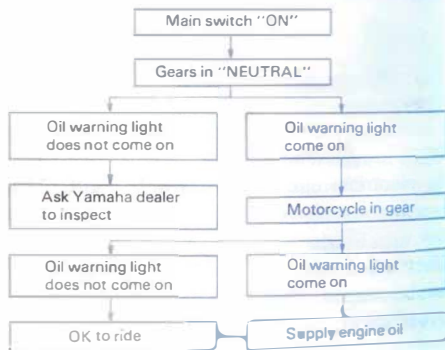 Main switch "ON"
Gears in "NEUTRAL"
Oil warning light
does not come on
Oil warning light
come on
Ask Yamaha dealer
to inspect
Motorcycle in gear
Oil warning light
does not come on
Oil warning light
come on
OK to ride
Supply engine oil